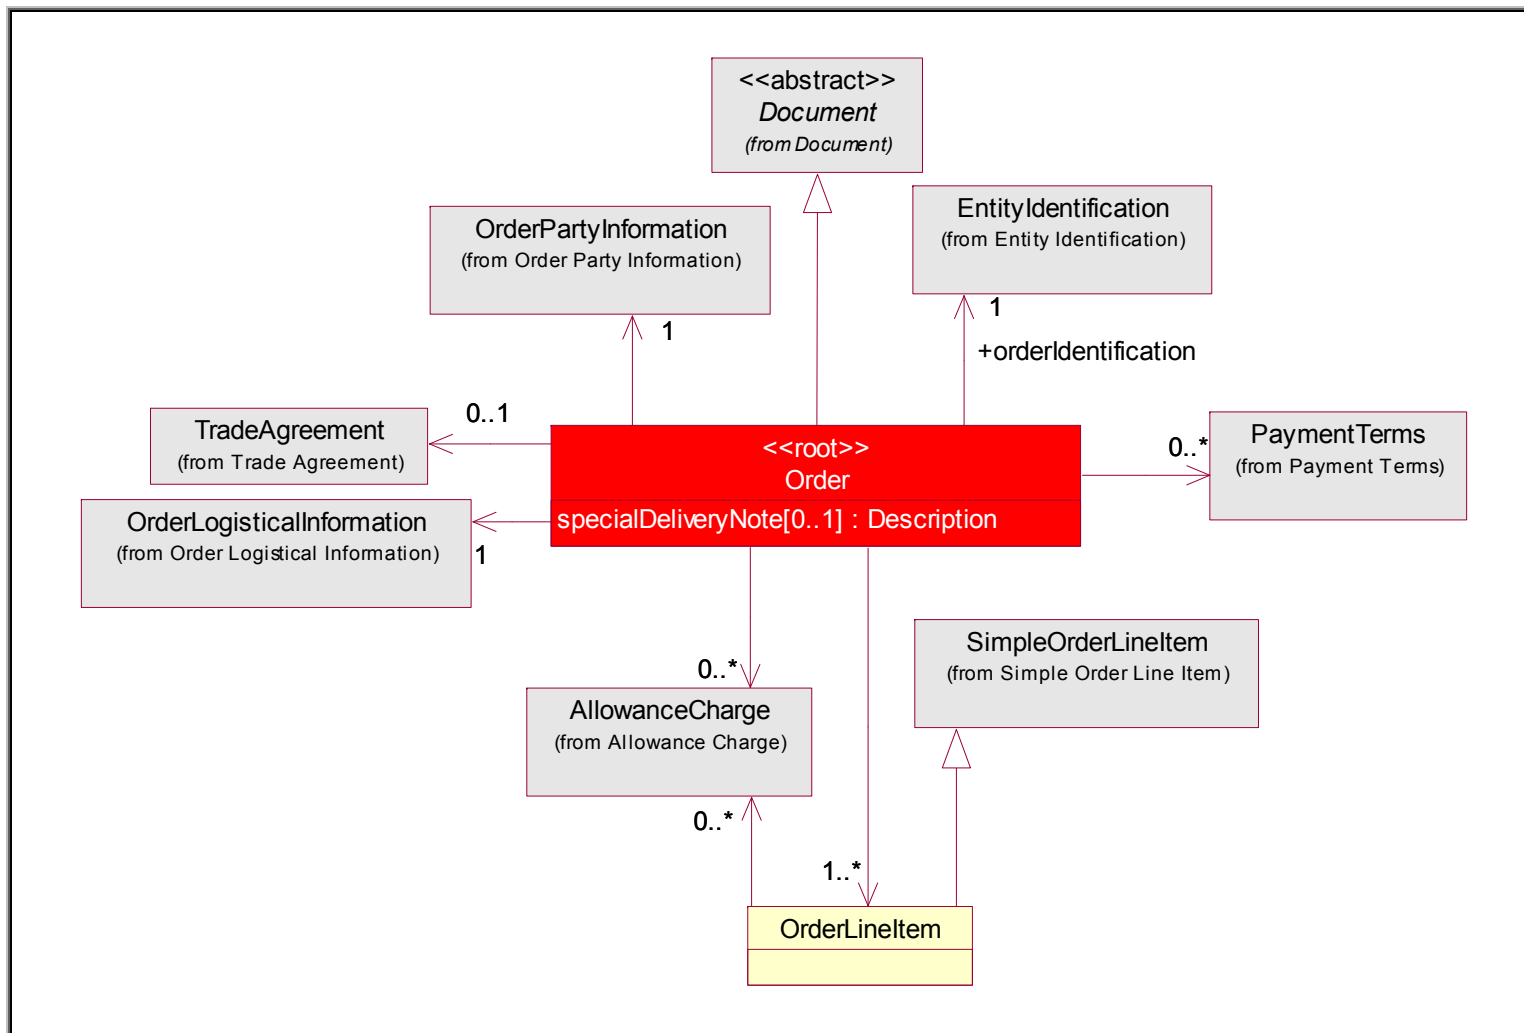 <<abstract>>
Document
(from Document)
EntityIdentification
(from Entity Identification)
OrderPartyInformation
(from Order Party Information)
1
1
+orderIdentification
0..1
TradeAgreement
(from Trade Agreement)
<<root>>
Order
specialDeliveryNote[0..1] : Description
0..*
PaymentTerms
(from Payment Terms)
OrderLogisticalInformation
(from Order Logistical Information)
1
SimpleOrderLineItem
(from Simple Order Line Item)
0..*
AllowanceCharge
(from Allowance Charge)
0..*
1..*
OrderLineItem